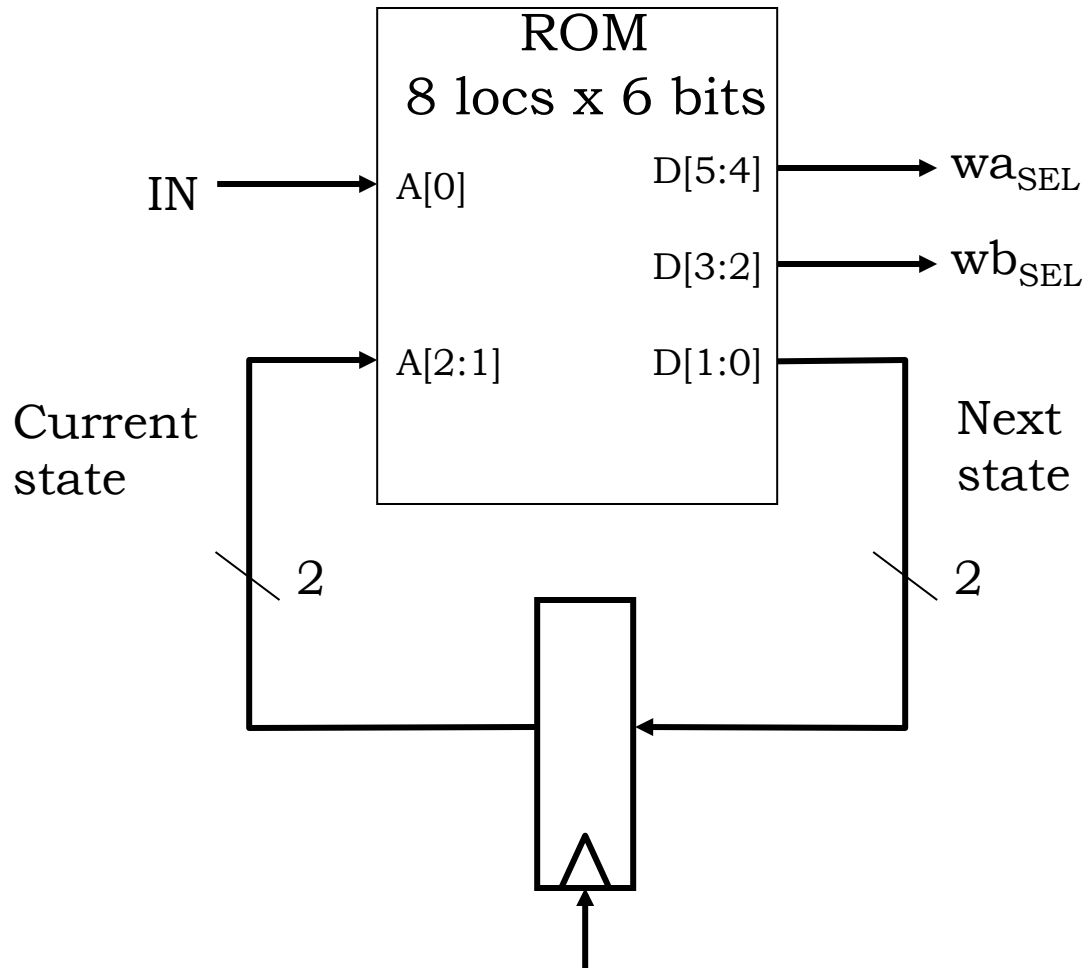 ROM
8 locs x 6 bits
IN
A[0]
D[5:4]
waSEL
D[3:2]
wbSEL
A[2:1]
D[1:0]
Current
state
Next
state
2
2